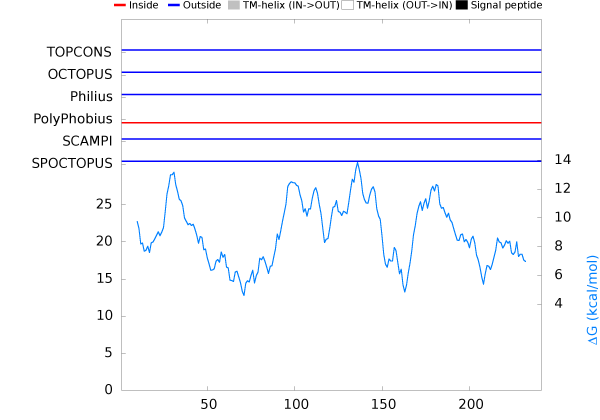 Inside Outside TM-helix (IN->OUT) TM-helix (OUT->IN) Signal peptide
TOPCONS
OCTOPUS
Philius
PolyPhobius
SCAMPI
SPOCTOPUS
25
20
15
10
5
0
14
12
10
8
6
4
ΔG (kcal/mol)
50 100 150 200